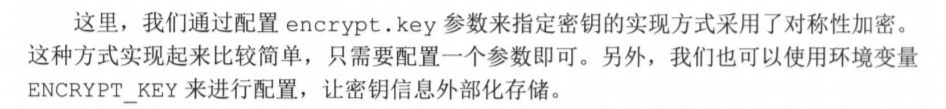 这里，我们通过配置 encrypt.key 参数来指定密钥的实现方式采用了对称性加密。
这种方式实现起来比较简单，只需要配置一个参数即可。另外，我们也可以使用环境变量
ENCRYPT_KEY 来进行配置，让密钥信息外部化存储。